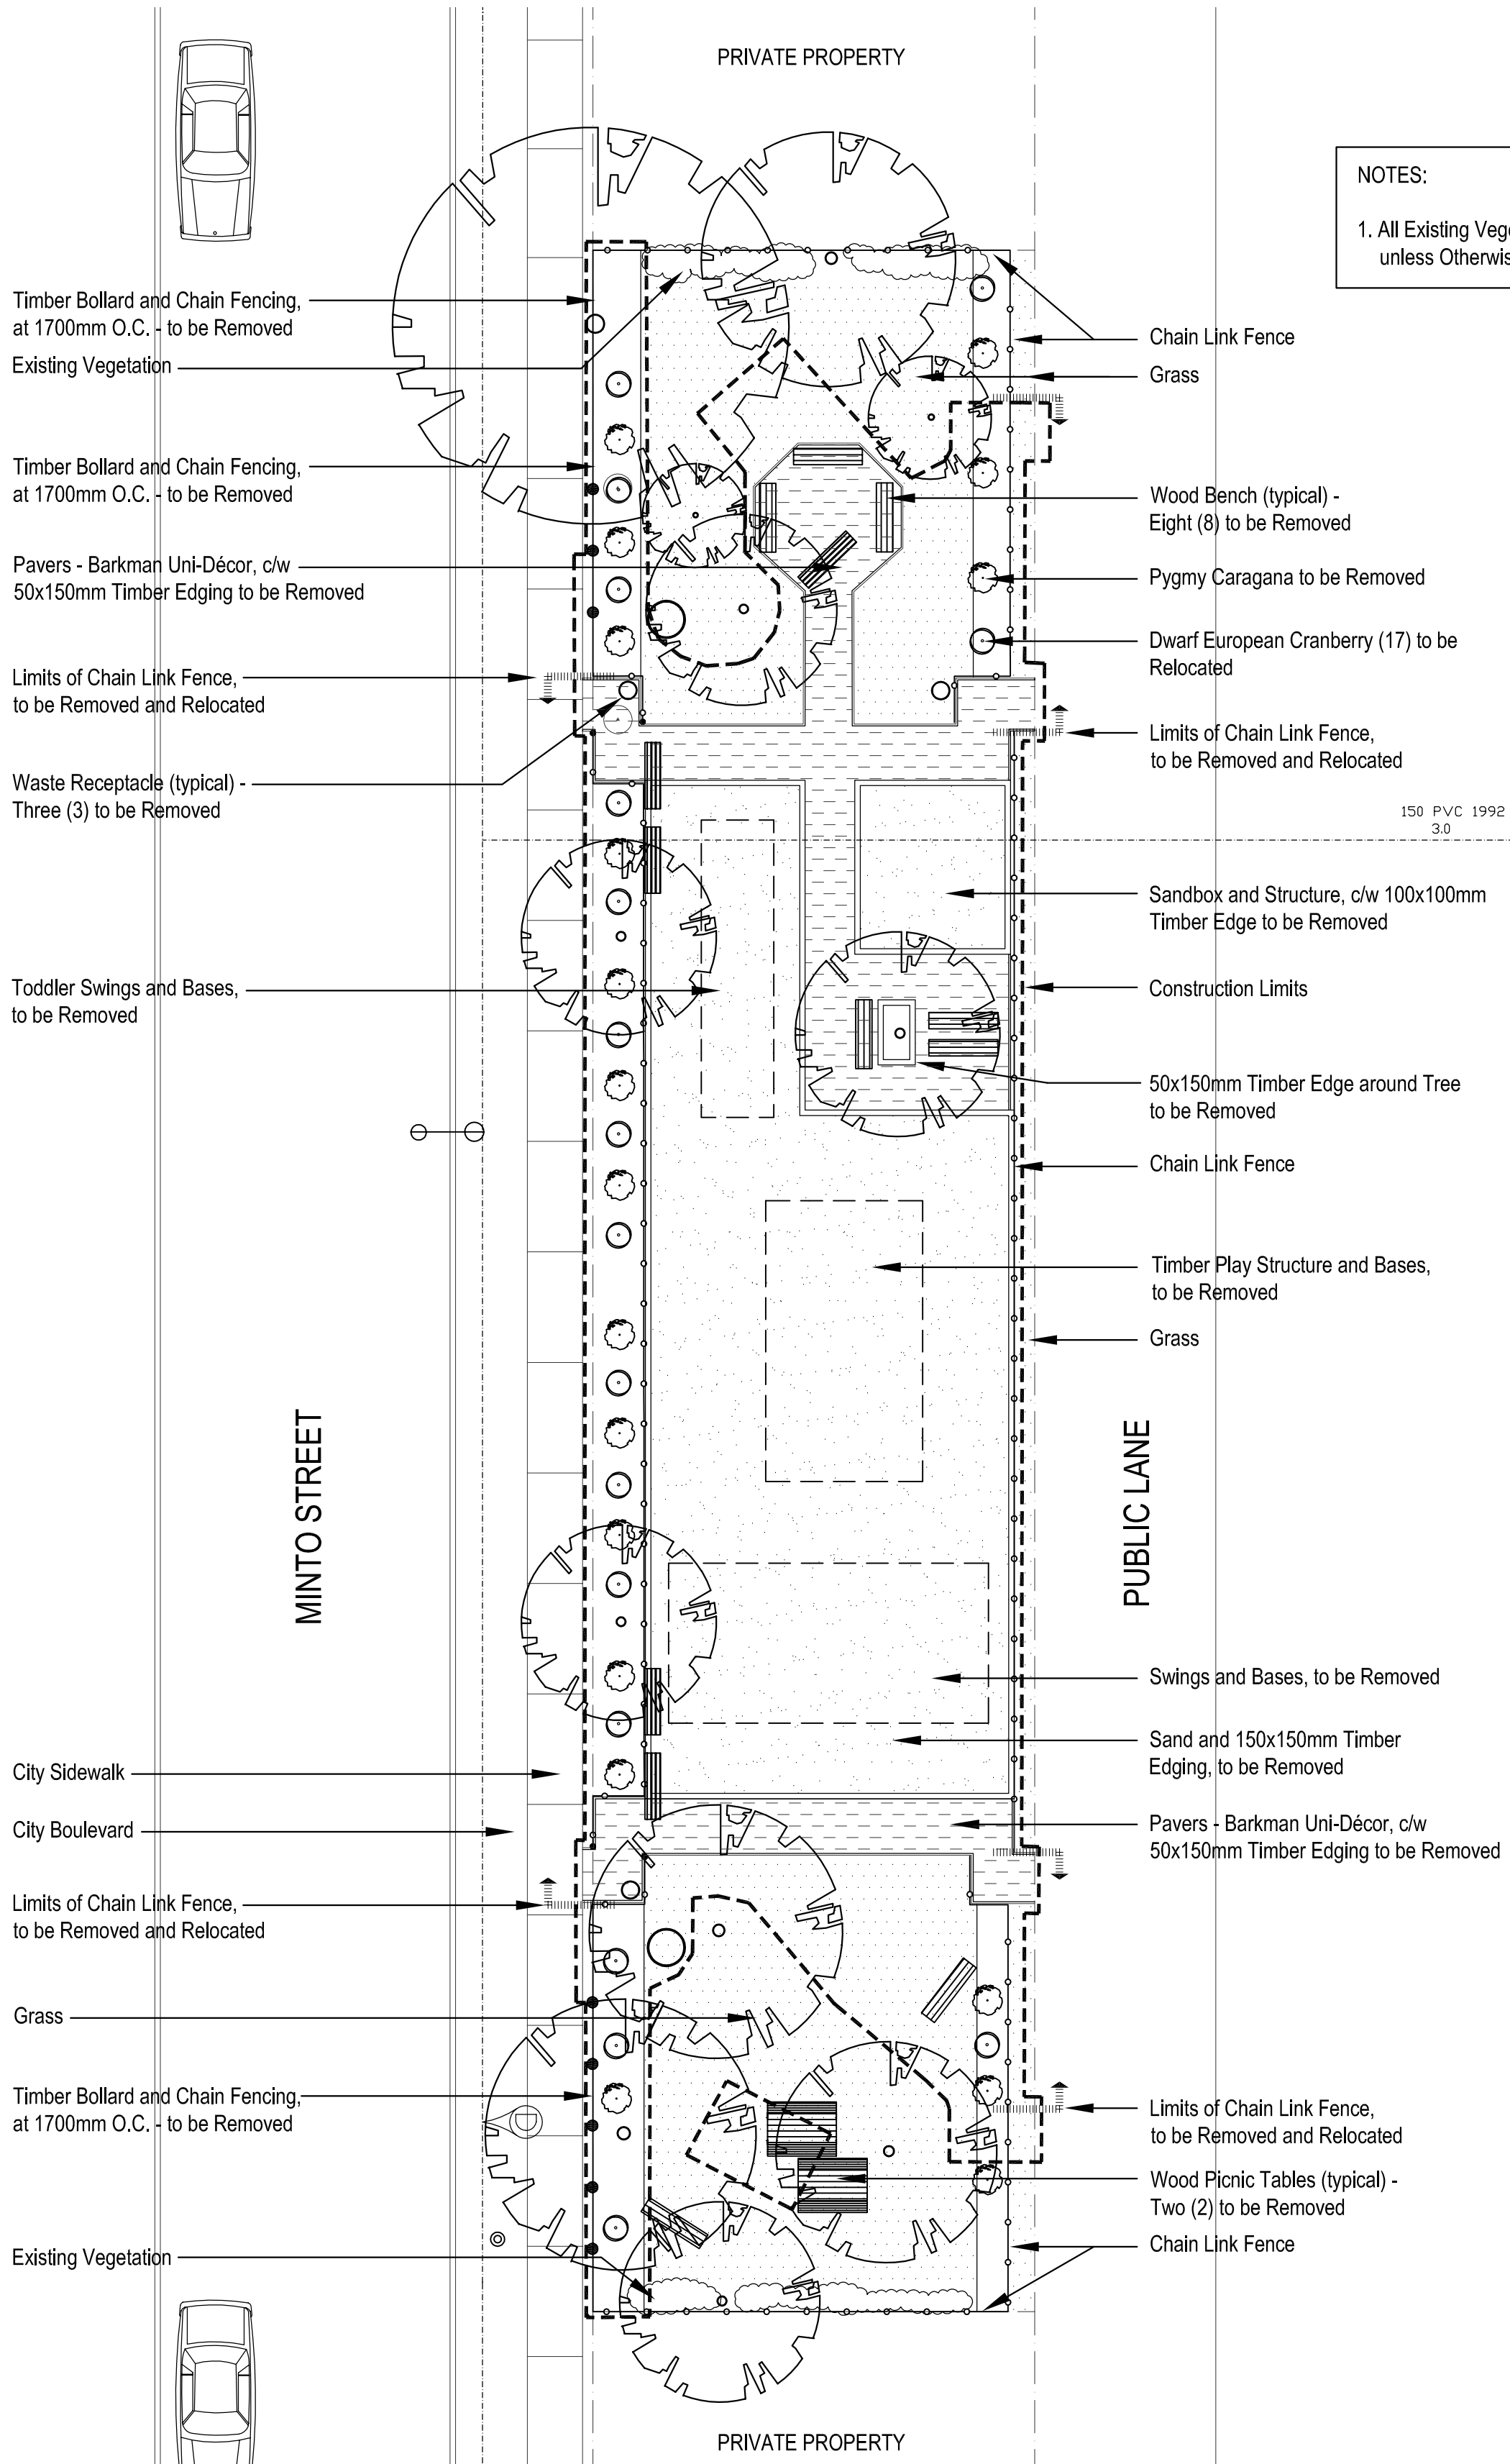 PRIVATE PROPERTY
NOTES:
1. All Existing
unless
Timber Bollard and Chain Fencing,
at 1700mm O.C. - to be Removed
Existing Vegetation
Timber Bollard and Chain Fencing,
at 1700mm O.C. - to be Removed
Pavers - Barkman Uni-Décor, c/w
50x150mm Timber Edging to be Removed
Limits of Chain Link Fence,
to be Removed and Relocated
Waste Receptacle (typical) -
Three (3) to be Removed
Toddler Swings and Bases,
to be Removed
MINTO STREET
City Sidewalk
City Boulevard
Limits of Chain Link Fence,
to be Removed and Relocated
Grass
Timber Bollard and Chain Fencing,
at 1700mm O.C. - to be Removed
Existing Vegetation
Chain Link Fence
Grass
Wood Bench (typical) -
Eight (8) to be Removed
Pygmy Caragana to be Removed
Dwarf European Cranberry (17) to be
Relocated
Limits of Chain Link Fence,
to be Removed and Relocated
150 PVC 1992
3.0
Sandbox and Structure, c/w 100x100mm
Timber Edge to be Removed
Construction Limits
50x150mm Timber Edge around Tree
to be Removed
Chain Link Fence
Timber Play Structure and Bases,
to be Removed
Grass
PUBLIC LANE
Swings and Bases, to be Removed
Sand and 150x150mm Timber
Edging, to be Removed
Pavers - Barkman Uni-Décor, c/w
50x150mm Timber Edging to be Removed
Limits of Chain Link Fence,
to be Removed and Relocated
Wood Picnic Tables (typical) -
Two (2) to be Removed
Chain Link Fence
PRIVATE PROPERTY